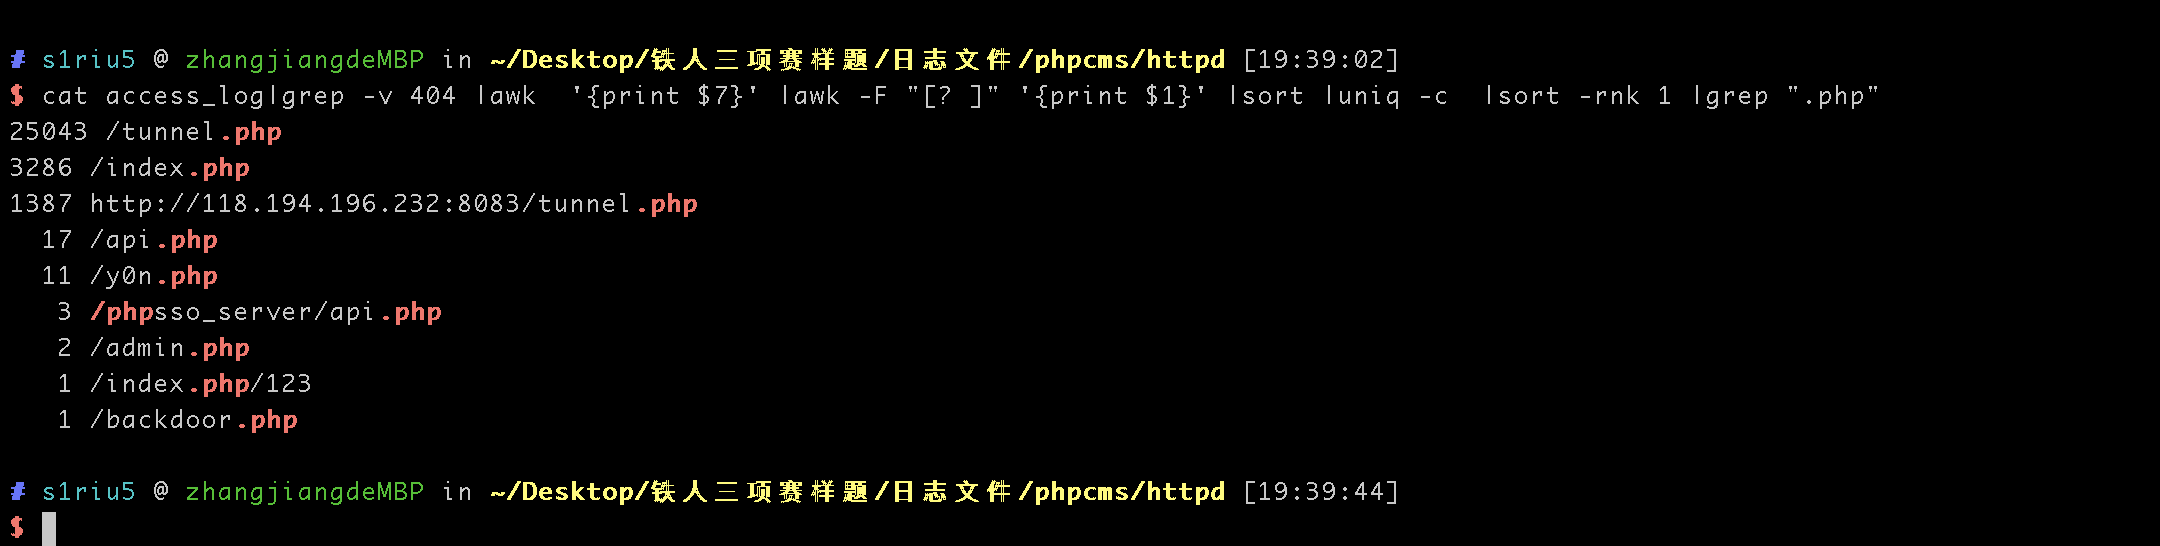 # s1riu5 @ zhangjiangdeMBP in ~/Desktop/铁人三项赛样题/日志文件/phpcms/httpd [19:39:02]
$ cat access_log|grep -v 404 |awk  '{print $7}' |awk -F "[? ]" '{print $1}' |sort |uniq -c  |sort -rnk 1 |grep ".php"
25043 /tunnel.php
3286 /index.php
1387 http://118.194.196.232:8083/tunnel.php
  17 /api.php
  11 /y0n.php
   3 /phpsso_server/api.php
   2 /admin.php
   1 /index.php/123
   1 /backdoor.php
# s1riu5 @ zhangjiangdeMBP in ~/Desktop/铁人三项赛样题/日志文件/phpcms/httpd [19:39:44]
$